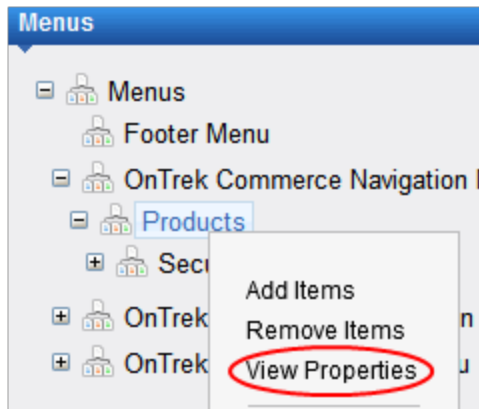 Menus
Menus
Footer Menu
OnTrek Commerce Navigation
Products
Add Items
Remove Items
View Properties
OnTrek
OnTrek